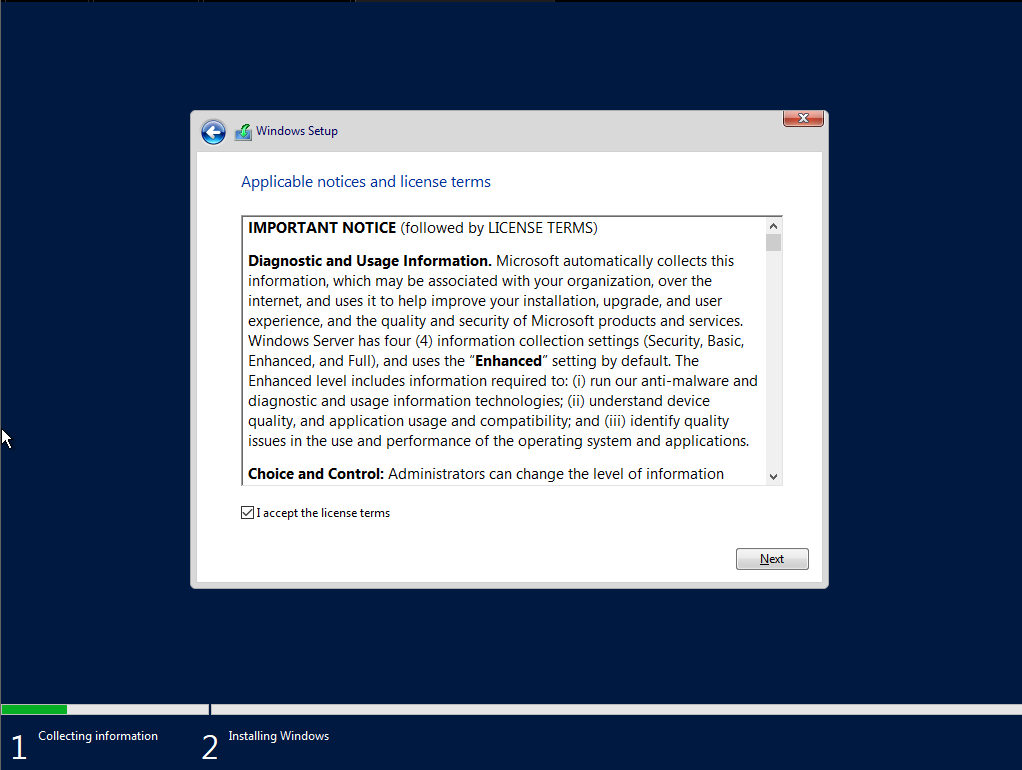 Windows Setup
Applicable notices and license terms
IMPORTANT NOTICE (followed by LICENSE TERMS)
Diagnostic and Usage Information. Microsoft automatically collects this
information, which may be associated with your organization, over the
internet, and uses it to help improve your installation, upgrade, and user
experience, and the quality and security of Microsoft products and services.
Windows Server has four (4) information collection settings (Security, Basic,
Enhanced, and Full), and uses the “Enhanced” setting by default. The
Enhanced level includes information required to: (i) run our anti-malware and
diagnostic and usage information technologies; (ii) understand device
quality, and application usage and compatibility; and (iii) identify quality
issues in the use and performance of the operating system and applications.
Choice and Control: Administrators can change the level of information
I accept the license terms
Next
1 Collecting information
2 Installing Windows